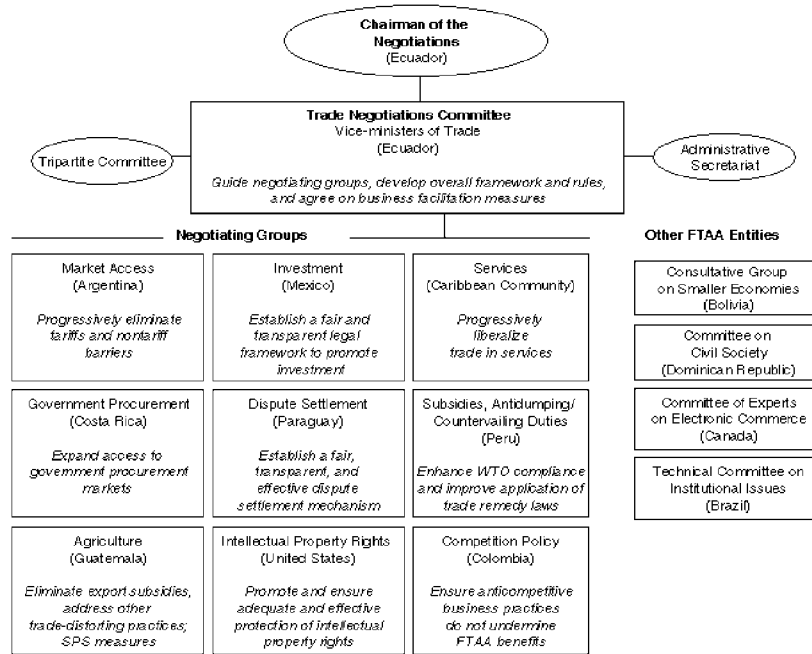 Chairman of the
Negotiations
(Ecuador)
Trade Negotiations Committee
Vice-ministers of Trade
(Ecuador)
Guide negotiating groups, develop overall framework and rules,
and agree on business facilitation measures
Tripartite Committee
Administrative
Secretariat
Negotiating Groups
Market Access
(Argentina)
Progressively eliminate
tariffs and nontariff
barriers
Investment
(Mexico)
Establish a fair and
transparent legal
framework to promote
investment
Services
(Caribbean Community)
Progressively
liberalize
trade in services
Government Procurement
(Costa Rica)
Expand access to
government procurement
markets
Dispute Settlement
(Paraguay)
Establish a fair,
transparent, and
effective dispute
settlement mechanism
Subsidies, Antidumping/
Countervailing Duties
(Peru)
Enhance WTO compliance
and improve application of
trade remedy laws
Agriculture
(Guatemala)
Eliminate export subsidies,
address other
trade-distorting practices;
SPS measures
Intellectual Property Rights
(United States)
Promote and ensure
adequate and effective
protection of intellectual
property rights
Competition Policy
(Colombia)
Ensure anticompetitive
business practices
do not undermine
FTAA benefits
Other FTAA Entities
Consultative Group
on Smaller Economies
(Bolivia)
Committee on
Civil Society
(Dominican Republic)
Committee of Experts
on Electronic Commerce
(Canada)
Technical Committee on
Institutional Issues
(Brazil)